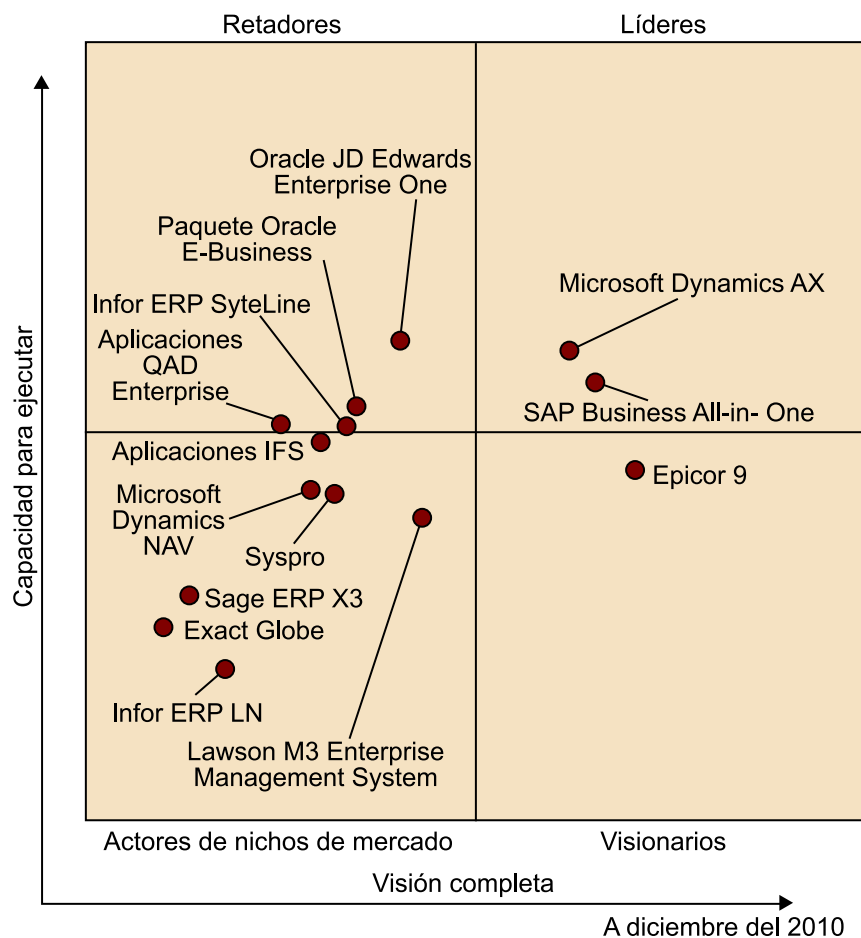 Retadores
Líderes
Oracle JD Edwards
Enterprise One
Paquete Oracle
E-Business
Infor ERP SyteLine
Aplicaciones
QAD
Enterprise
Microsoft Dynamics AX
SAP Business All-in- One
Aplicaciones IFS
Epicor 9
Microsoft
Dynamics
NAV
Syspro
Sage ERP X3
Exact Globe
Infor ERP LN
Lawson M3 Enterprise
Management System
Capacidad para ejecutar
Actores de nichos de mercado
Visionarios
Visión completa
A diciembre del 2010